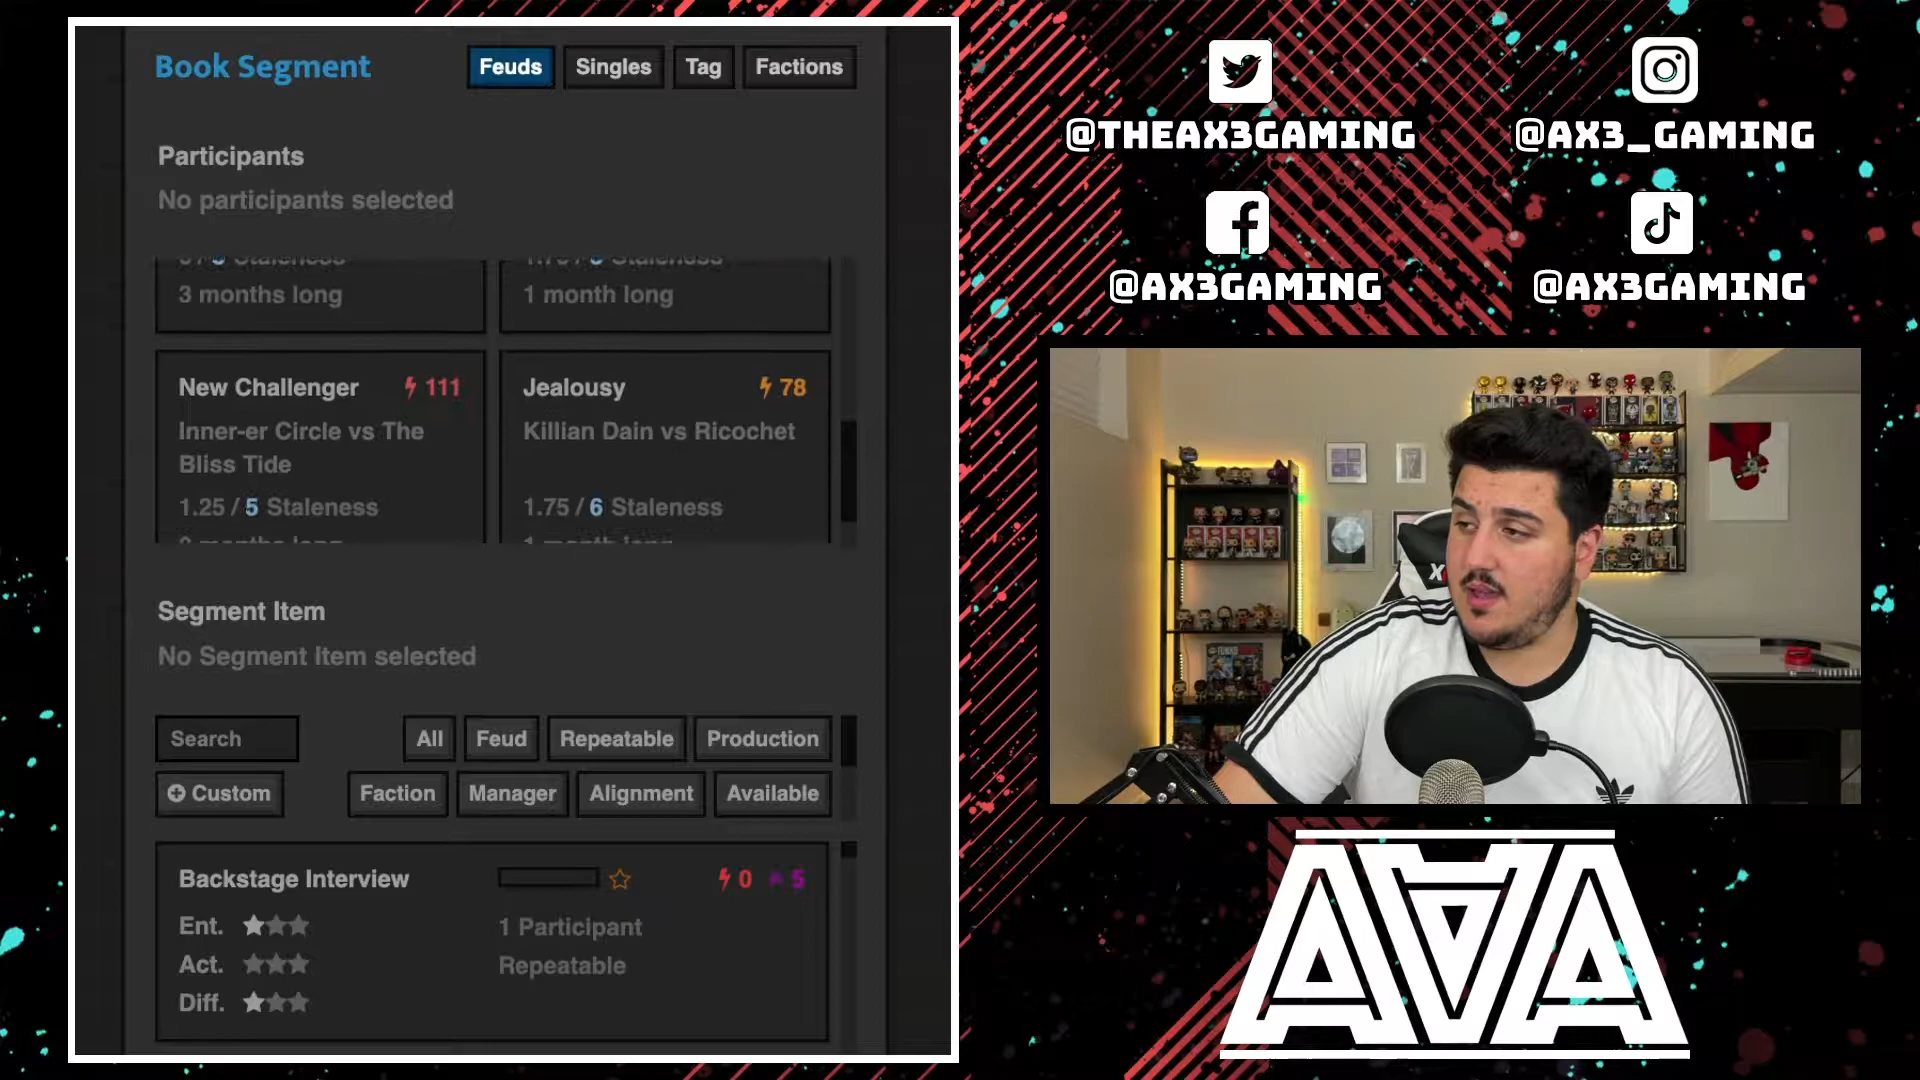 Book Segment
Feuds
Singles
Tag
Factions
Participants
No participants selected
Staleness
Staleness
3 months long
1 month long
New Challenger
111
Inner-er Circle vs The
Bliss Tide
1.25 / 5 Staleness
Jealousy
78
Killian Dain vs Ricochet
1.75 / 6 Staleness
Segment Item
No Segment Item selected
Search
All
Feud
Repeatable
Production
Custom
Faction
Manager
Alignment
Available
Backstage Interview
0
5
Ent.
1 Participant
Act.
Repeatable
Diff.
@THEAX3GAMING
@AX3_GAMING
@AX3GAMING
@AX3GAMING